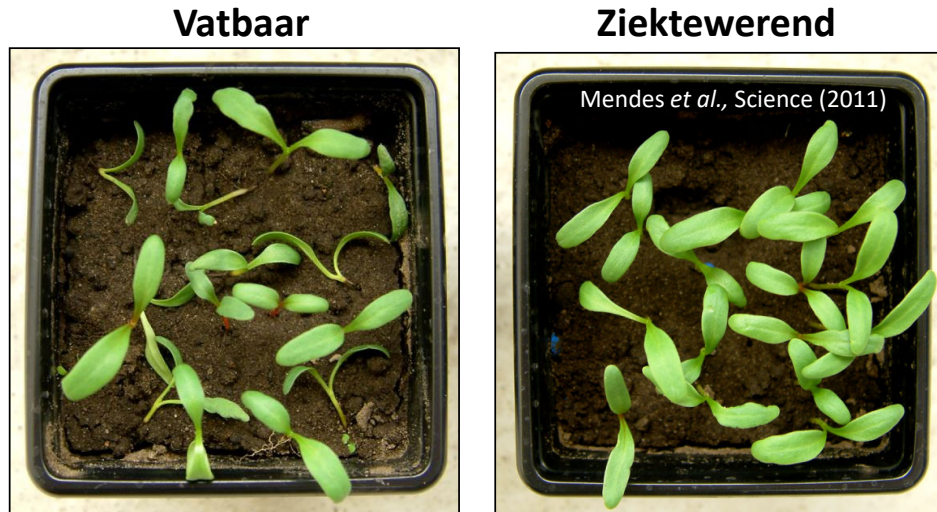 Vatbaar
Ziektewerend
Mendes et al., Science (2011)